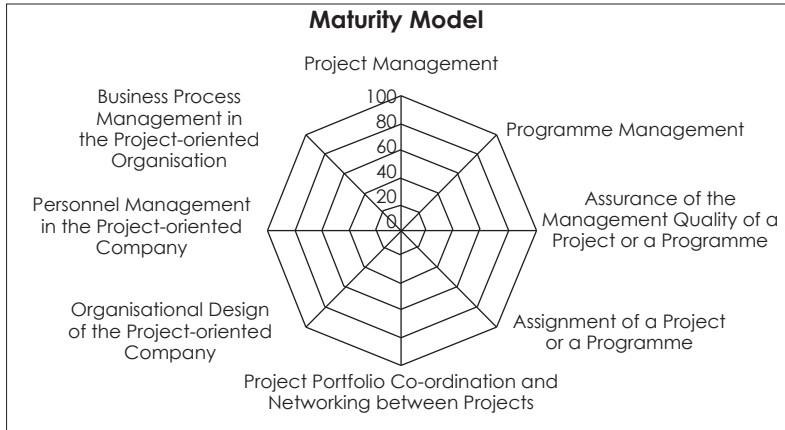 Maturity Model
Project Management
100
80
60
40
20
0
Programme Management
Assurance of the
Management Quality of a
Project or a Programme
Assignment of a Project
or a Programme
Project Portfolio Co-ordination and
Networking between Projects
Organisational Design
of the Project-oriented
Company
Personnel Management
in the Project-oriented
Company
Business Process
Management in
the Project-oriented
Organisation